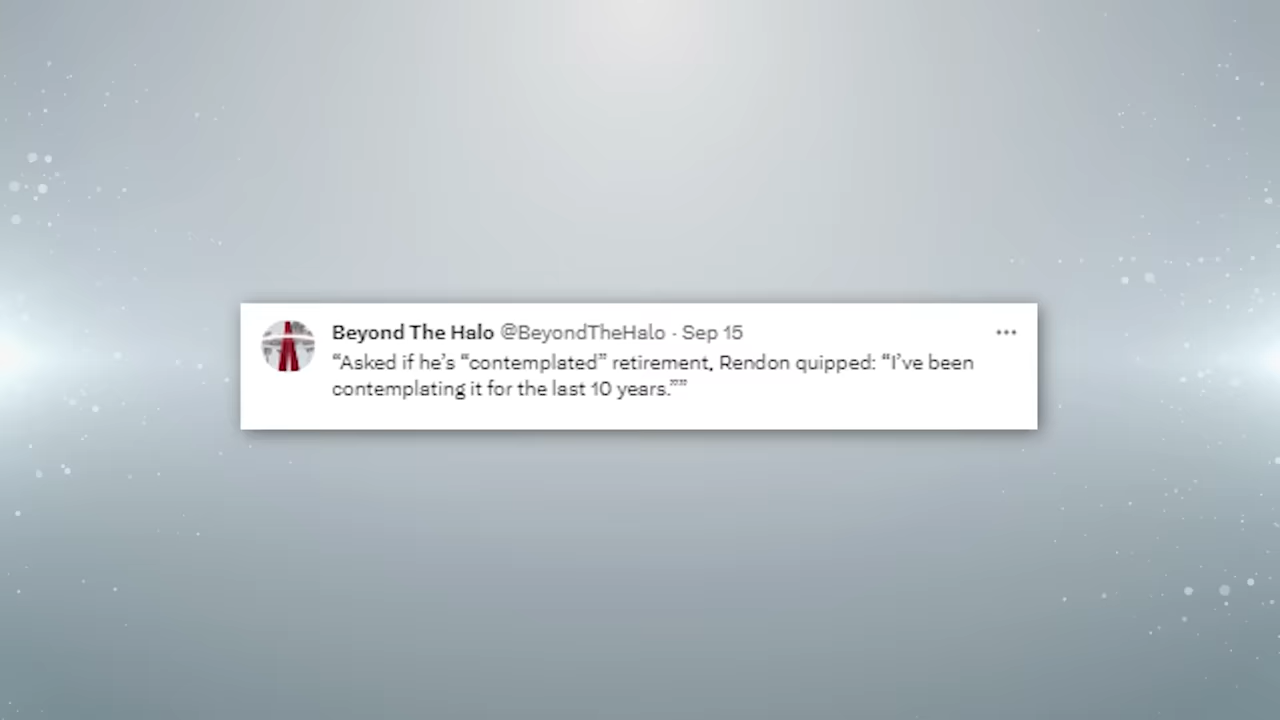 Beyond The Halo @BeyondTheHalo · Sep 15
“Asked if he’s “contemplated” retirement, Rendon quipped: “I’ve been
contemplating it for the last 10 years.””